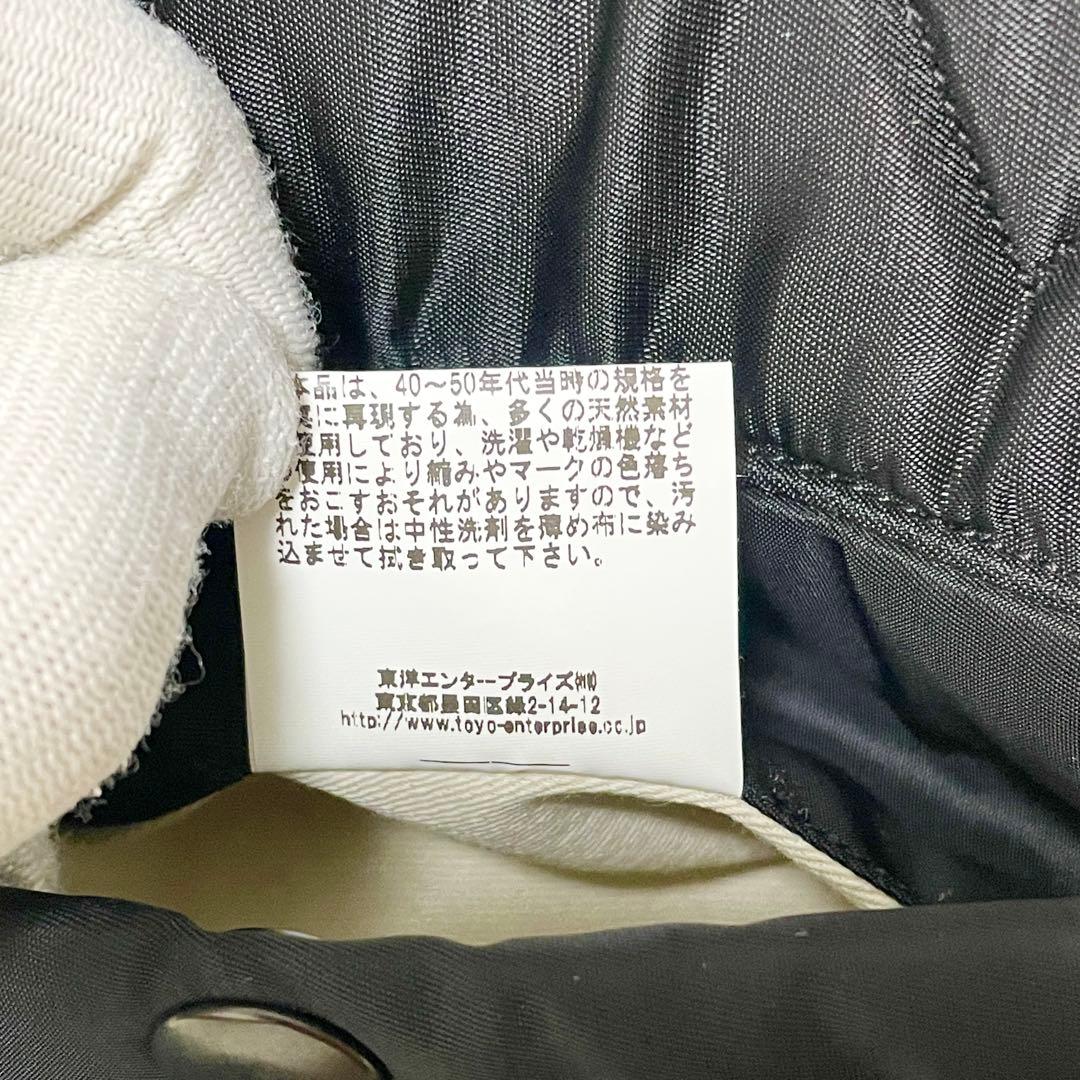 本品は、40～50年代当時の規格を
に再現する為、多くの天然素材
使用しており、洗濯や乾燥機など
使用により縮みやマークの色落ち
をおこすおそれがありますので、汚
れた場合は中性洗剤を薄め布に染み
込ませて拭き取って下さい。
東洋エンタープライズ㈱
東京都墨田区緑2-14-12
http://www.toyo-enterprise.co.jp